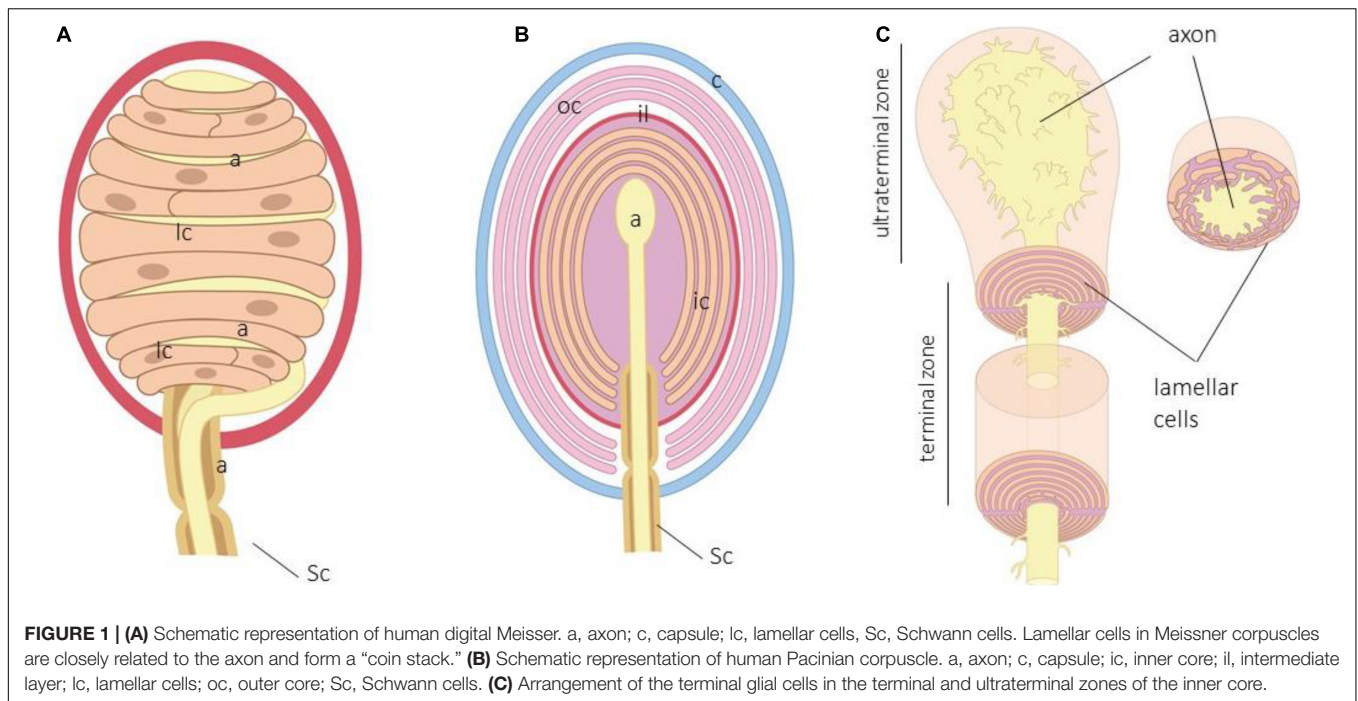 A
a
lc
a
lc
a
Sc
B
c
oc
il
a
ic
Sc
C
axon
ultraterminal zone
terminal zone
lamellar
cells
FIGURE 1 | (A) Schematic representation of human digital Meisser. a, axon; c, capsule; lc, lamellar cells, Sc, Schwann cells. Lamellar cells in Meissner corpuscles
are closely related to the axon and form a “coin stack.” (B) Schematic representation of human Pacinian corpuscle. a, axon; c, capsule; ic, inner core; il, intermediate
layer; lc, lamellar cells; oc, outer core; Sc, Schwann cells. (C) Arrangement of the terminal glial cells in the terminal and ultraterminal zones of the inner core.